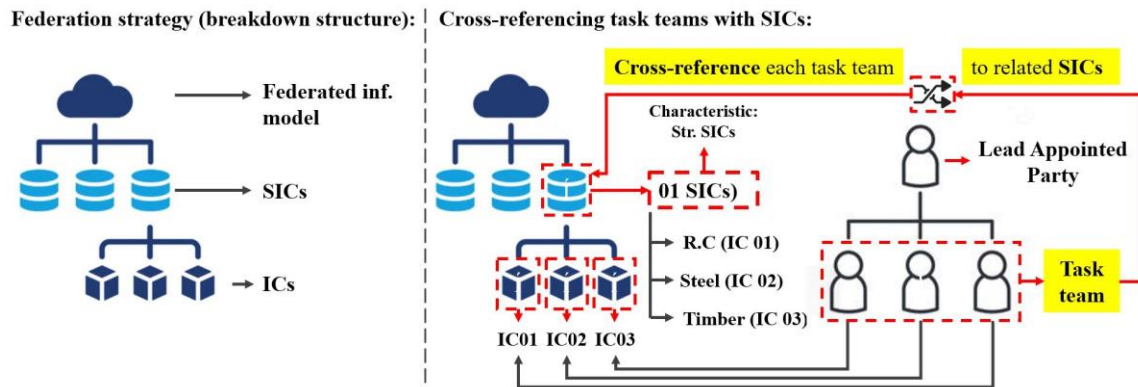 Federation strategy (breakdown structure):
Federated inf.
model
SICs
ICs
Cross-referencing task teams with SICs:
Cross-reference each task team
to related SICs
Characteristic:
Str. SICs
01 SICs)
R.C (IC 01)
Steel (IC 02)
Timber (IC 03)
IC01 IC02 IC03
Lead Appointed
Party
Task
team